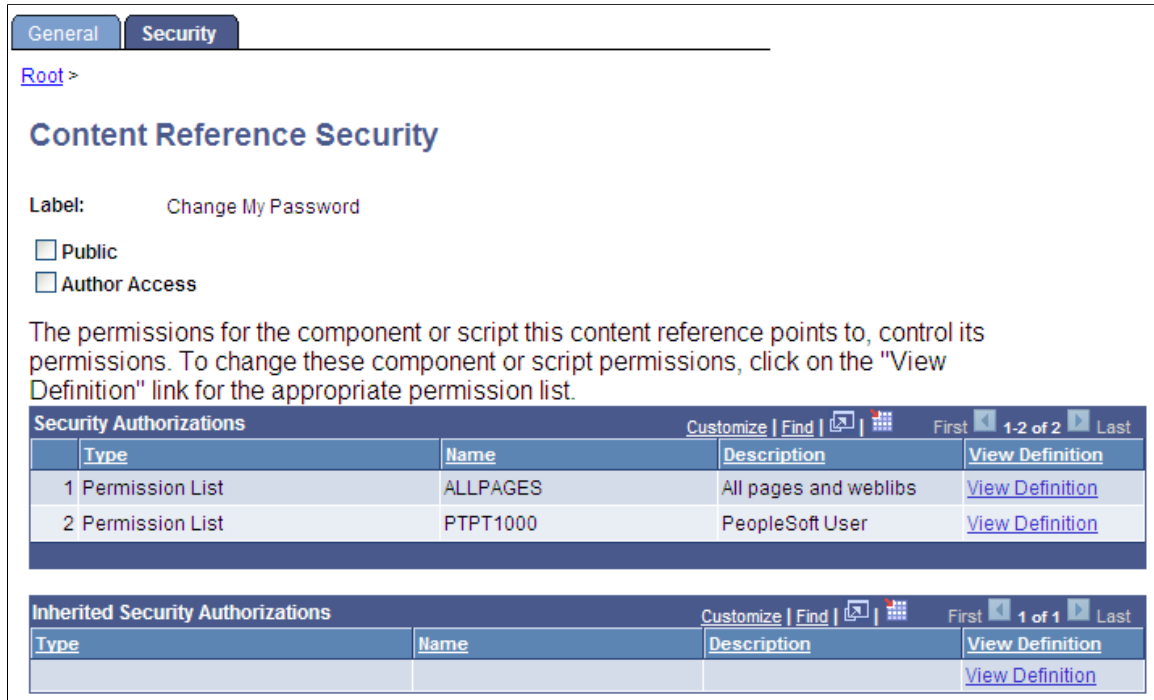 General Security
Root >
Content Reference Security
Label: Change My Password
Public
Author Access
The permissions for the component or script this content reference points to, control its
permissions. To change these component or script permissions, click on the "View
Definition" link for the appropriate permission list.
Security Authorizations Customize | Find | | First 1-2 of 2 Last
Type Name Description View Definition
1 Permission List ALLPAGES All pages and weblibs View Definition
2 Permission List PTPT1000 PeopleSoft User View Definition
Inherited Security Authorizations Customize | Find | | First 1 of 1 Last
Type Name Description View Definition
View Definition